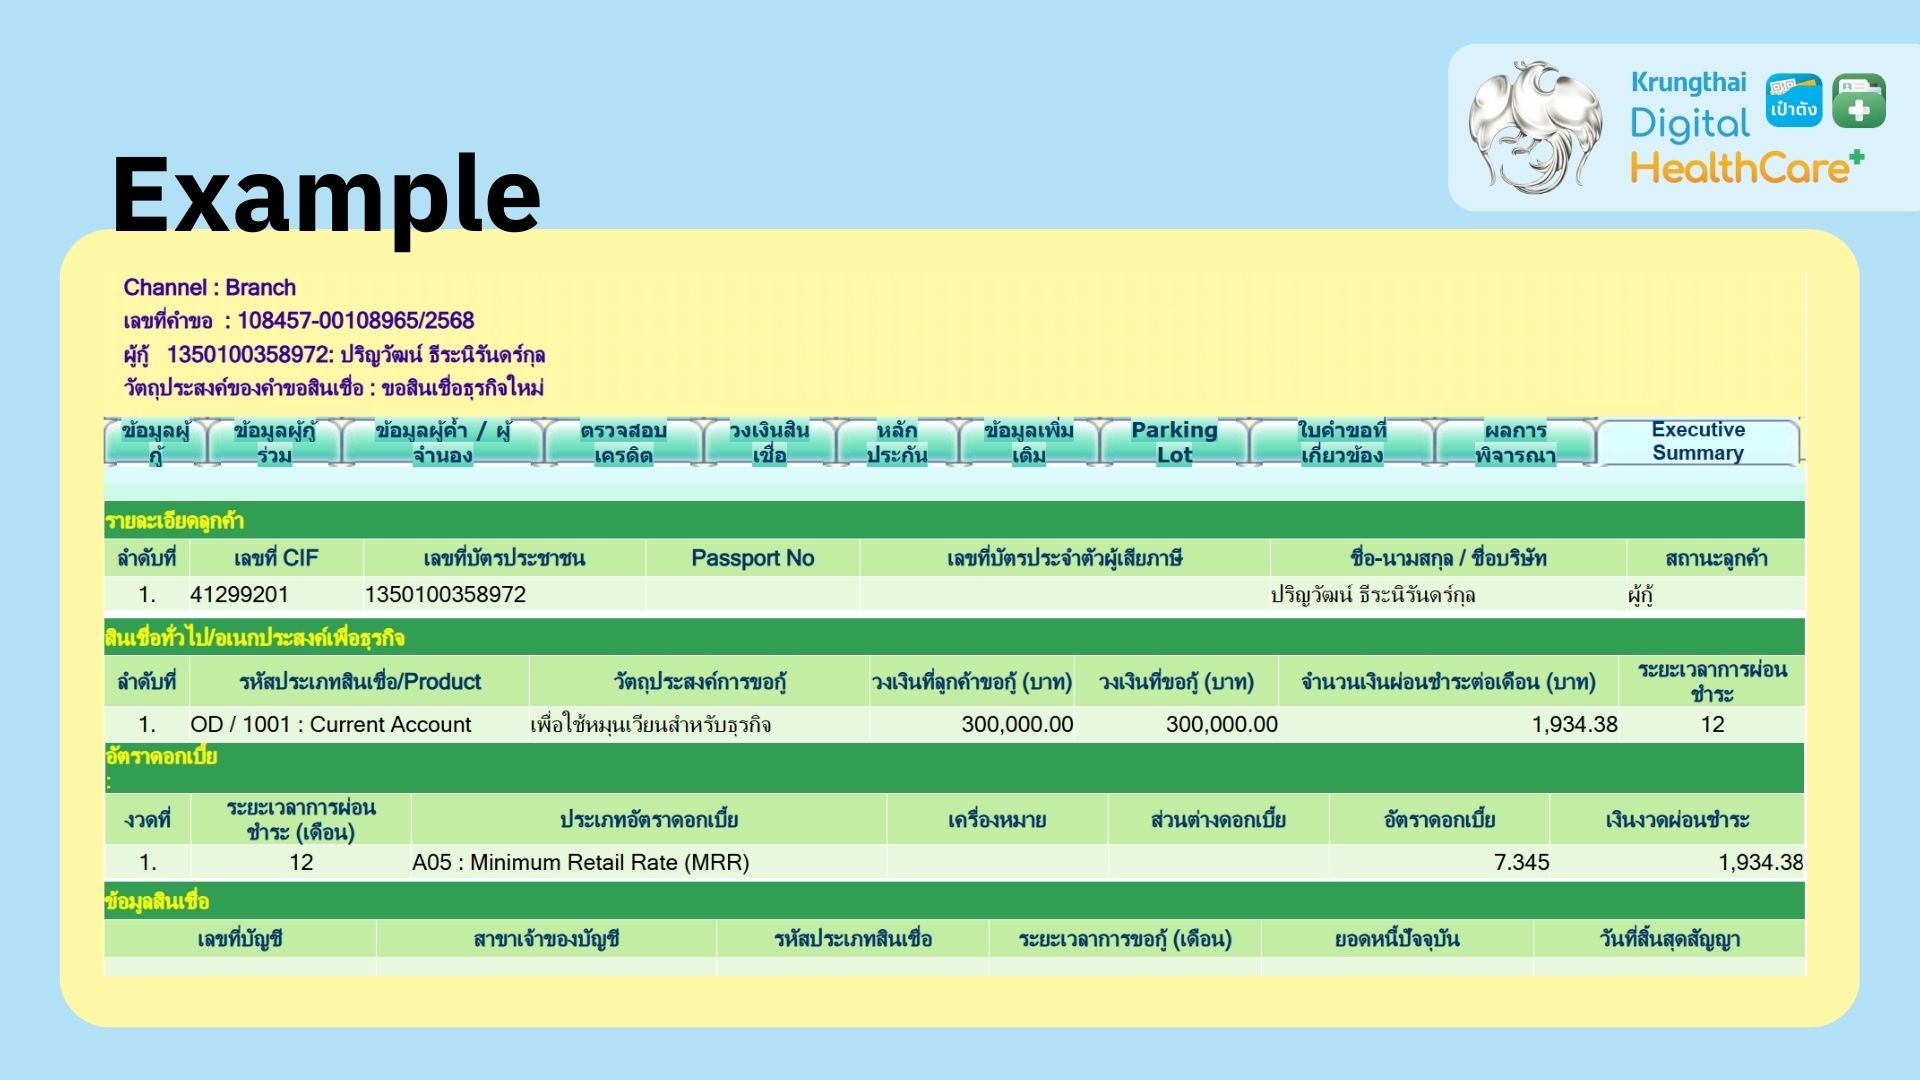 Krungthai
Digital
HealthCare+
เป๋าตัง
Example
Channel : Branch
เลขที่คำขอ : 108457-00108965/2568
ผู้กู้ 1350100358972: ปริญวัฒน์ ธีระนิรันดร์กุล
วัตถุประสงค์ของคำขอสินเชื่อ : ขอสินเชื่อธุรกิจใหม่
ข้อมูลผู้กู้ ข้อมูลผู้กู้ร่วม ข้อมูลผู้ค้ำ / ผู้จำนอง ตรวจสอบเครดิต วงเงินสินเชื่อ หลักประกัน ข้อมูลเพิ่มเติม Parking Lot ใบคำขอที่เกี่ยวข้อง ผลการพิจารณา Executive Summary
รายละเอียดลูกค้า
ลำดับที่ เลขที่ CIF เลขที่บัตรประชาชน Passport No เลขที่บัตรประจำตัวผู้เสียภาษี ชื่อ-นามสกุล / ชื่อบริษัท สถานะลูกค้า
1. 41299201 1350100358972 ปริญวัฒน์ ธีระนิรันดร์กุล ผู้กู้
สินเชื่อทั่วไป/อเนกประสงค์เพื่อธุรกิจ
ลำดับที่ รหัสประเภทสินเชื่อ/Product วัตถุประสงค์การขอกู้ วงเงินที่ลูกค้าขอกู้ (บาท) วงเงินที่ขอกู้ (บาท) จำนวนเงินผ่อนชำระต่อเดือน (บาท) ระยะเวลาการผ่อนชำระ
1. OD / 1001 : Current Account เพื่อใช้หมุนเวียนสำหรับธุรกิจ 300,000.00 300,000.00 1,934.38 12
อัตราดอกเบี้ย
:
งวดที่ ระยะเวลาการผ่อนชำระ (เดือน) ประเภทอัตราดอกเบี้ย เครื่องหมาย ส่วนต่างดอกเบี้ย อัตราดอกเบี้ย เงินงวดผ่อนชำระ
1. 12 A05 : Minimum Retail Rate (MRR) 7.345 1,934.38
ข้อมูลสินเชื่อ
เลขที่บัญชี สาขาเจ้าของบัญชี รหัสประเภทสินเชื่อ ระยะเวลาการขอกู้ (เดือน) ยอดหนี้ปัจจุบัน วันที่สิ้นสุดสัญญา